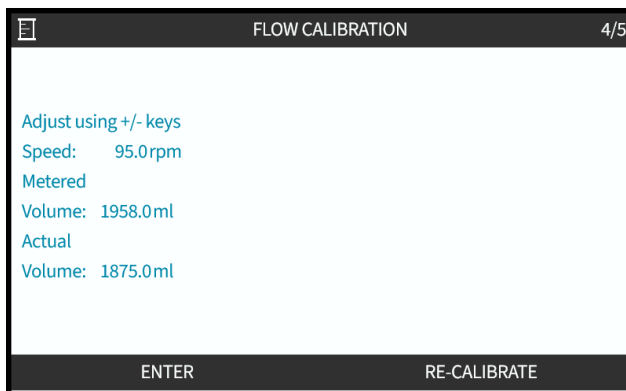 FLOW CALIBRATION 4/5
Adjust using +/- keys
Speed: 95.0rpm
Metered
Volume: 1958.0ml
Actual
Volume: 1875.0ml
ENTER RE-CALIBRATE